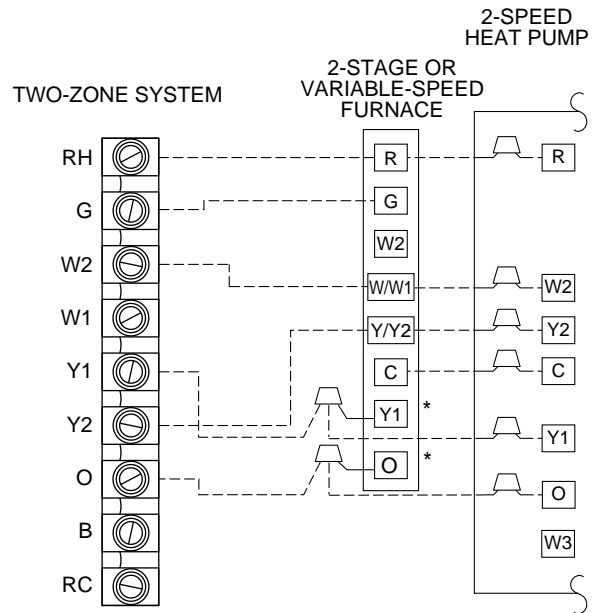 2-SPEED
HEAT PUMP
2-STAGE OR
VARIABLE-SPEED
FURNACE
TWO-ZONE SYSTEM
RH
G
W2
W1
Y1
Y2
O
B
RC
R
G
W2
W/W1
Y/Y2
C
Y1 *
O *
R
W2
Y2
C
Y1
O
W3